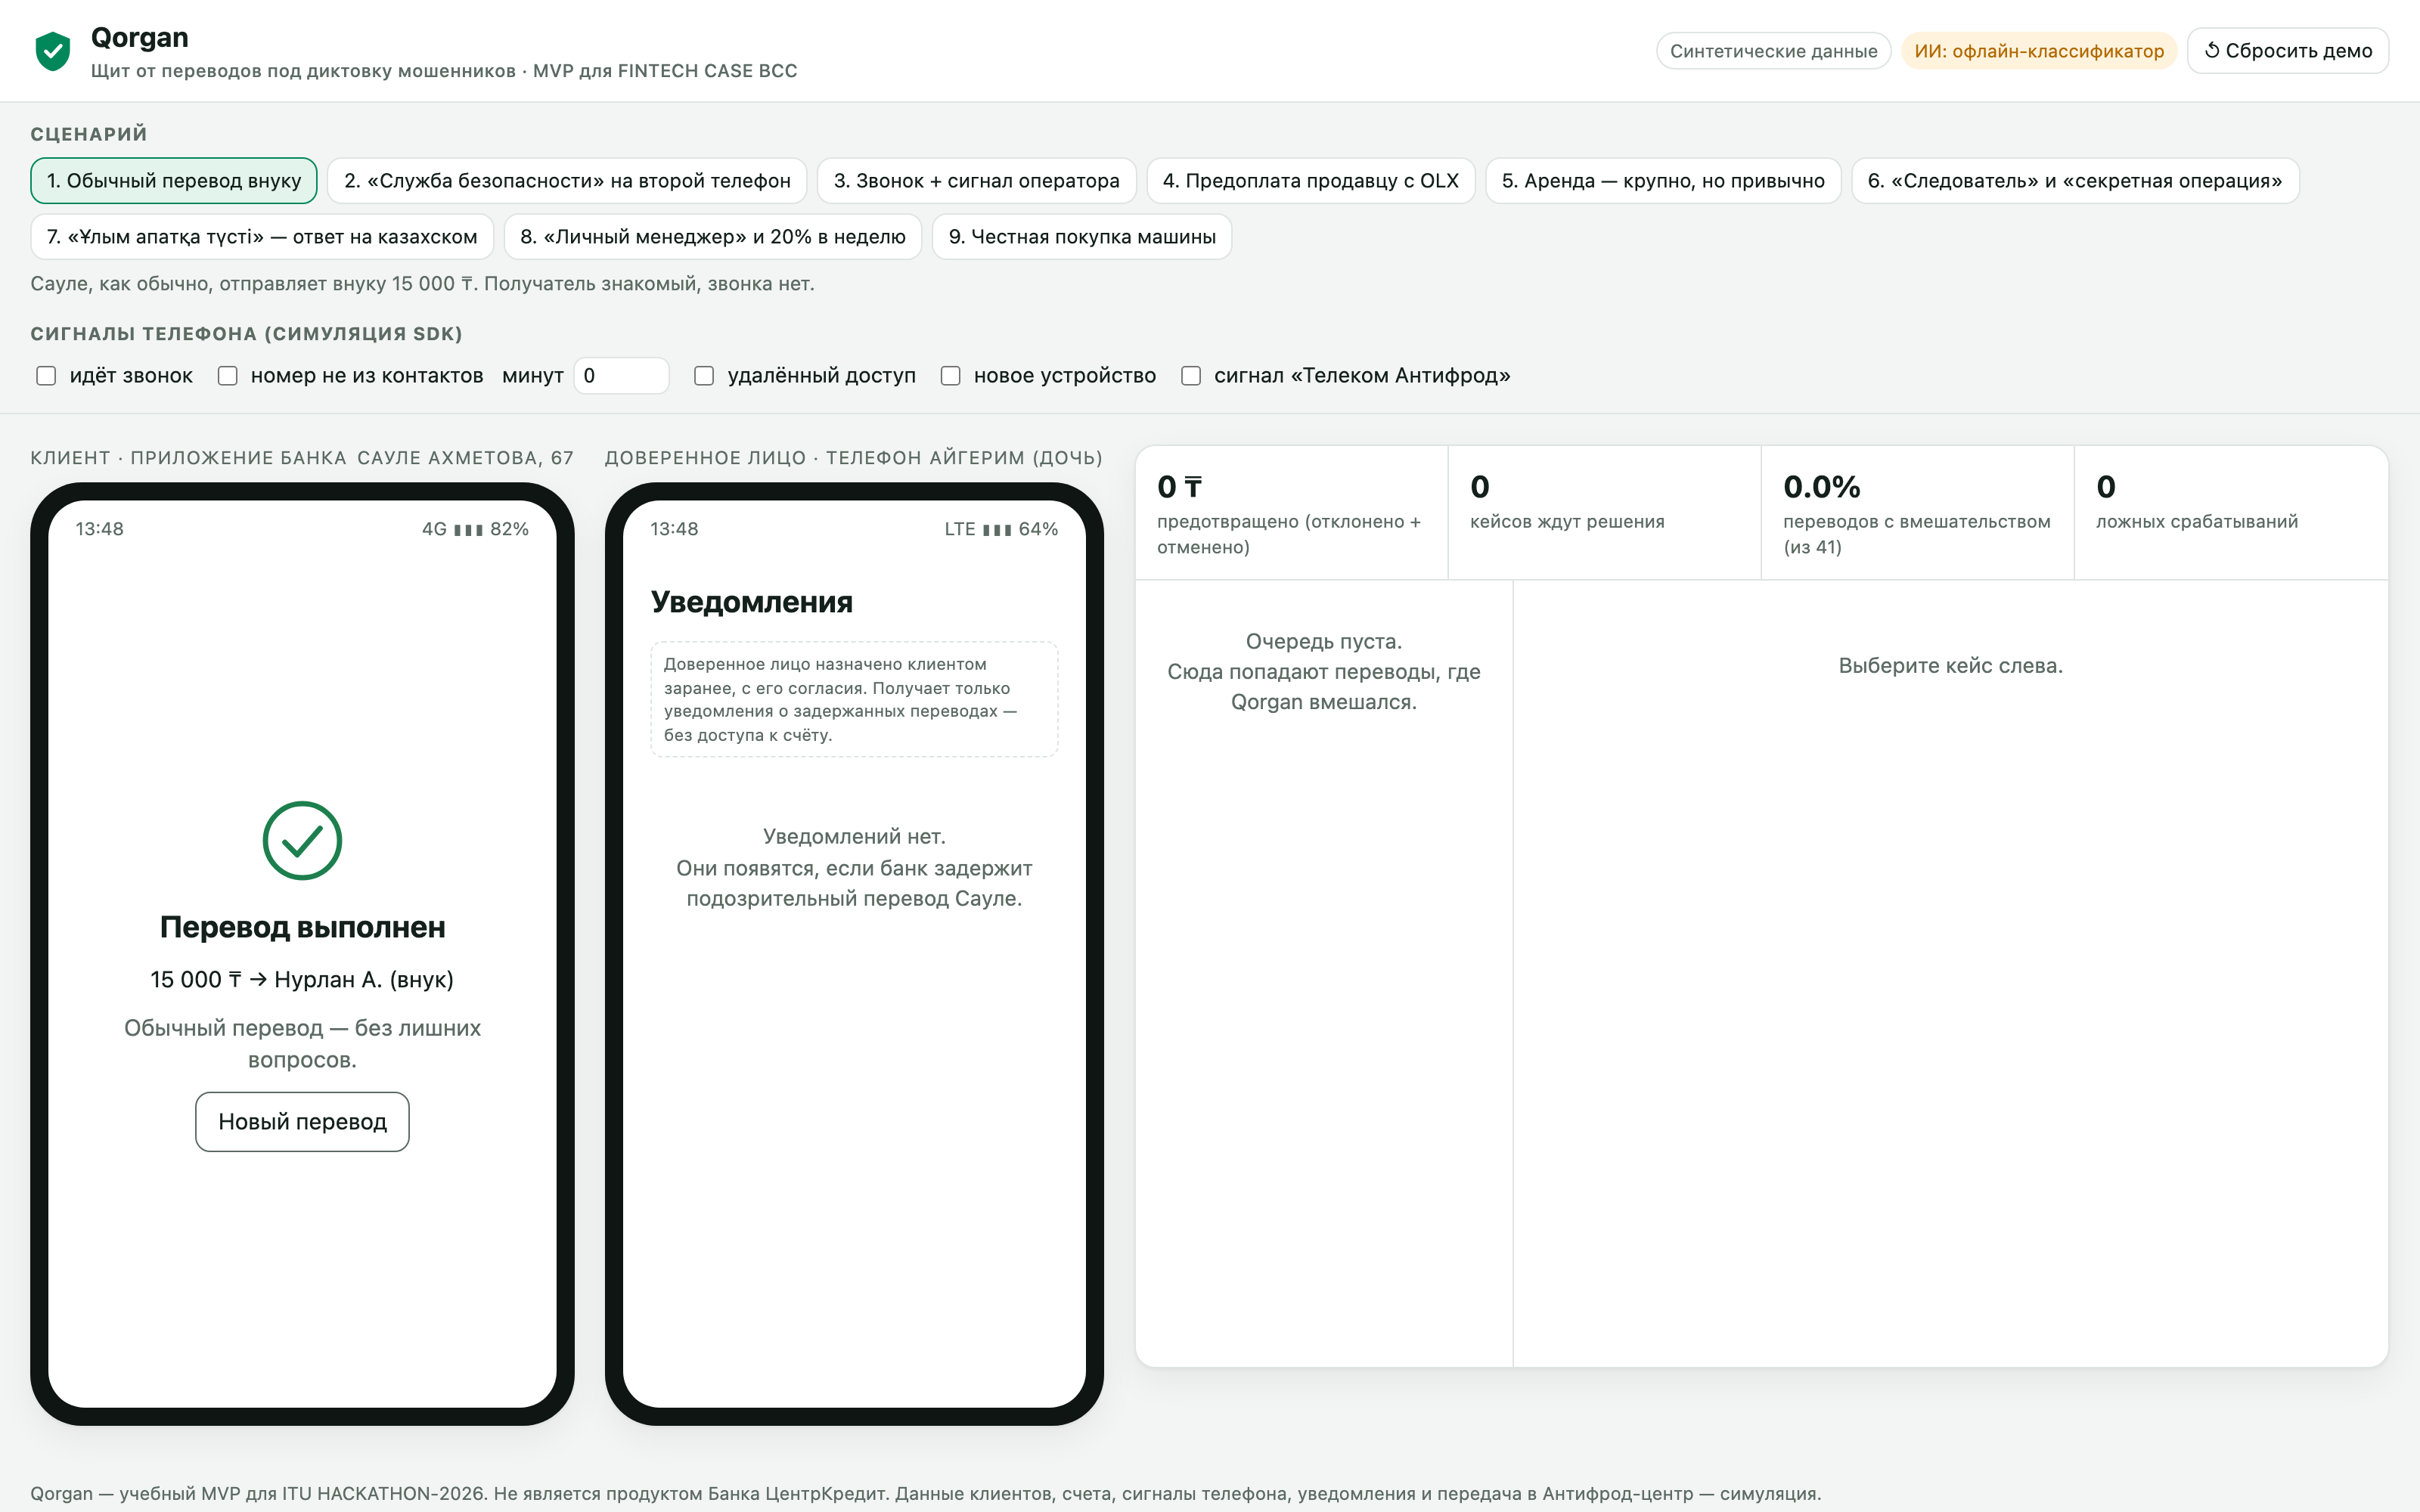 Qorgan
Щит от переводов под диктовку мошенников · MVP для FINTECH CASE BCC
Синтетические данные
ИИ: офлайн-классификатор
Сбросить демо
СЦЕНАРИЙ
1. Обычный перевод внуку
2. «Служба безопасности» на второй телефон
3. Звонок + сигнал оператора
4. Предоплата продавцу с OLX
5. Аренда — крупно, но привычно
6. «Следователь» и «секретная операция»
7. «Ұлым апатқа түсті» — ответ на казахском
8. «Личный менеджер» и 20% в неделю
9. Честная покупка машины
Сауле, как обычно, отправляет внуку 15 000 ₸. Получатель знакомый, звонка нет.
СИГНАЛЫ ТЕЛЕФОНА (СИМУЛЯЦИЯ SDK)
идёт звонок
номер не из контактов
минут 0
удалённый доступ
новое устройство
сигнал «Телеком Антифрод»
КЛИЕНТ · ПРИЛОЖЕНИЕ БАНКА САУЛЕ АХМЕТОВА, 67
13:48
4G 82%
Перевод выполнен
15 000 ₸ → Нурлан А. (внук)
Обычный перевод — без лишних
вопросов.
Новый перевод
ДОВЕРЕННОЕ ЛИЦО · ТЕЛЕФОН АЙГЕРИМ (ДОЧЬ)
13:48
LTE 64%
Уведомления
Доверенное лицо назначено клиентом
заранее, с его согласия. Получает только
уведомления о задержанных переводах —
без доступа к счёту.
Уведомлений нет.
Они появятся, если банк задержит
подозрительный перевод Сауле.
0 ₸
предотвращено (отклонено +
отменено)
0
кейсов ждут решения
0.0%
переводов с вмешательством
(из 41)
0
ложных срабатываний
Очередь пуста.
Сюда попадают переводы, где
Qorgan вмешался.
Выберите кейс слева.
Qorgan — учебный MVP для ITU HACKATHON-2026. Не является продуктом Банка ЦентрКредит. Данные клиентов, счета, сигналы телефона, уведомления и передача в Антифрод-центр — симуляция.